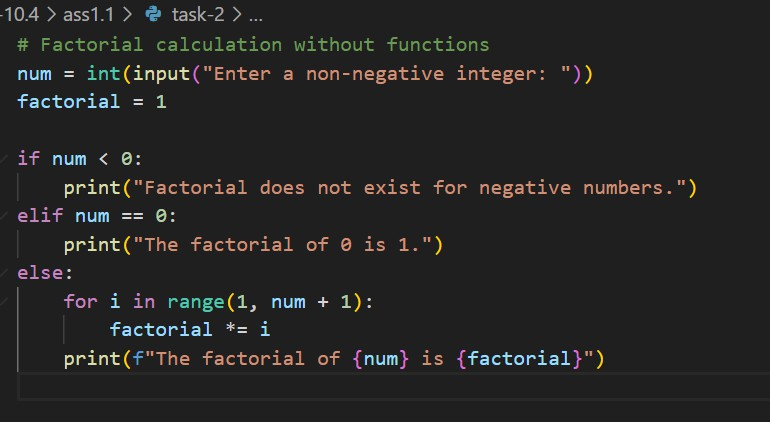 -10.4 > ass1.1 > task-2 > ...
# Factorial calculation without functions
num = int(input("Enter a non-negative integer: "))
factorial = 1

if num < 0:
    print("Factorial does not exist for negative numbers.")
elif num == 0:
    print("The factorial of 0 is 1.")
else:
    for i in range(1, num + 1):
        factorial *= i
    print(f"The factorial of {num} is {factorial}")